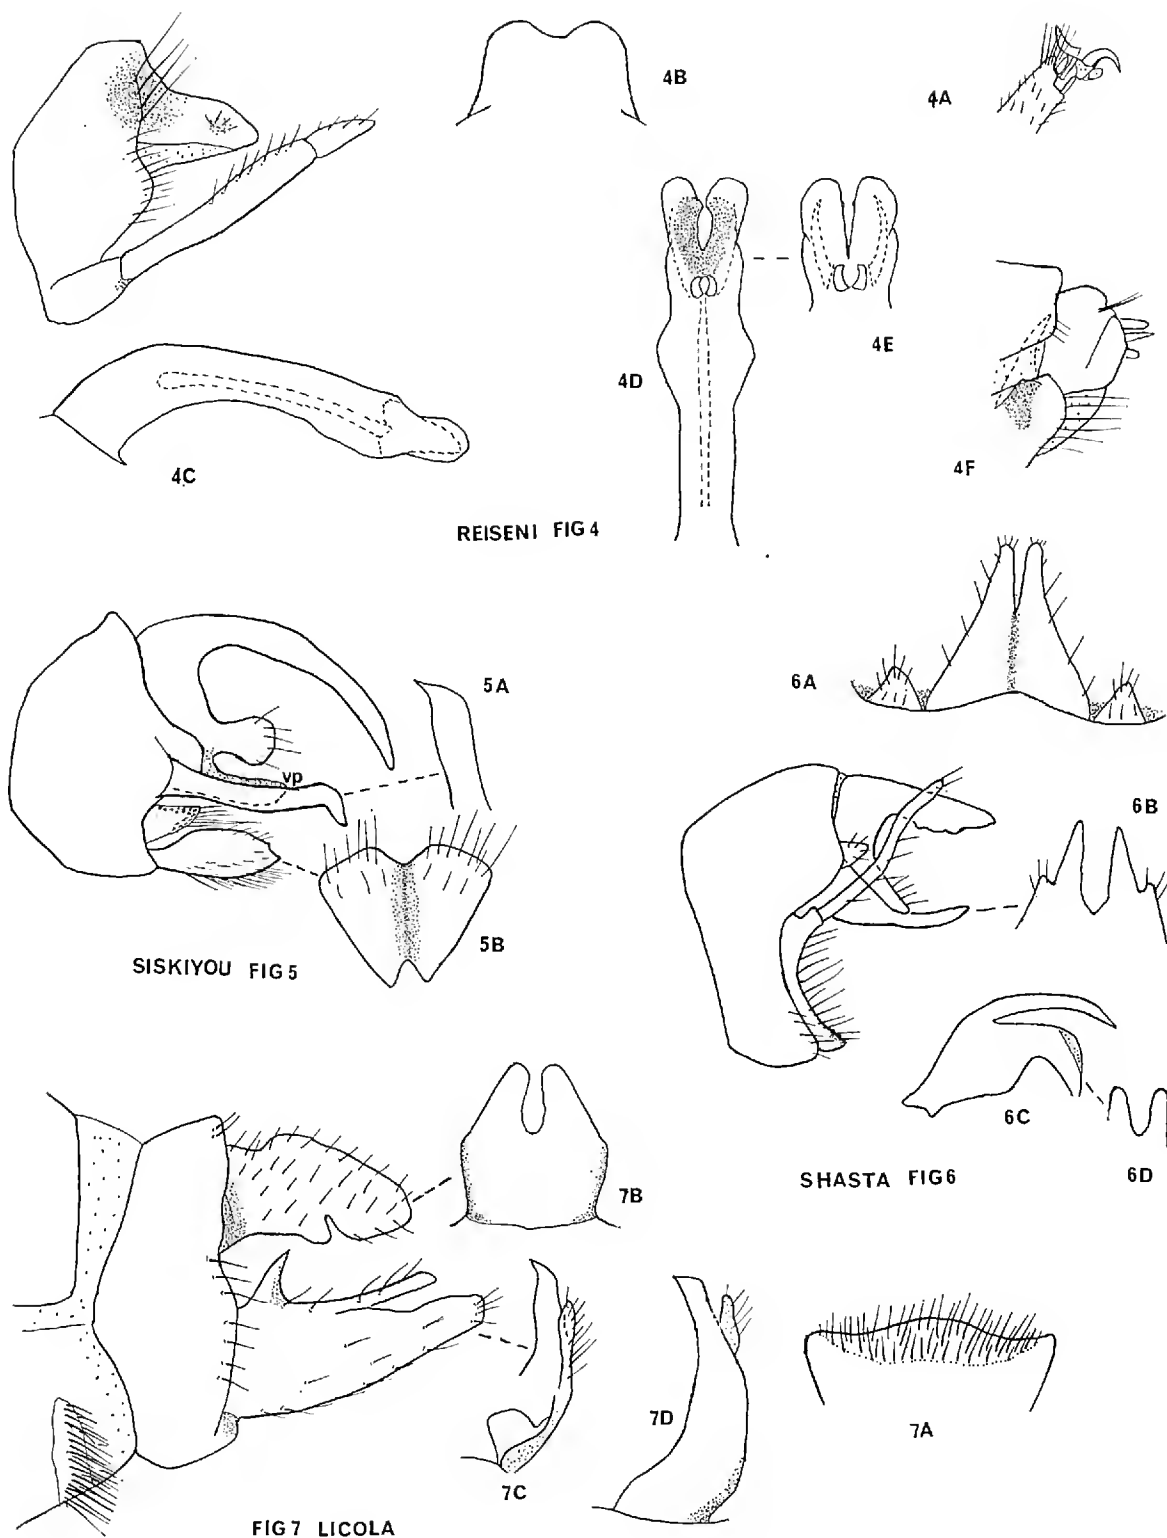 4B
4A
4E
4D
4C
4F
REISENI FIG 4
5A
6A
vp
6B
5B
SISKIYOU FIG 5
6C
SHASTA FIG 6
6D
7B
7D
7A
7C
FIG 7 LICOLA